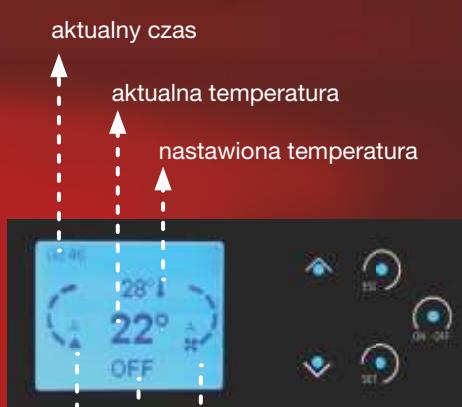 aktualny czas
aktualna temperatura
nastawiona temperatura
28°
22°
OFF
ESC
ON - OFF
SET